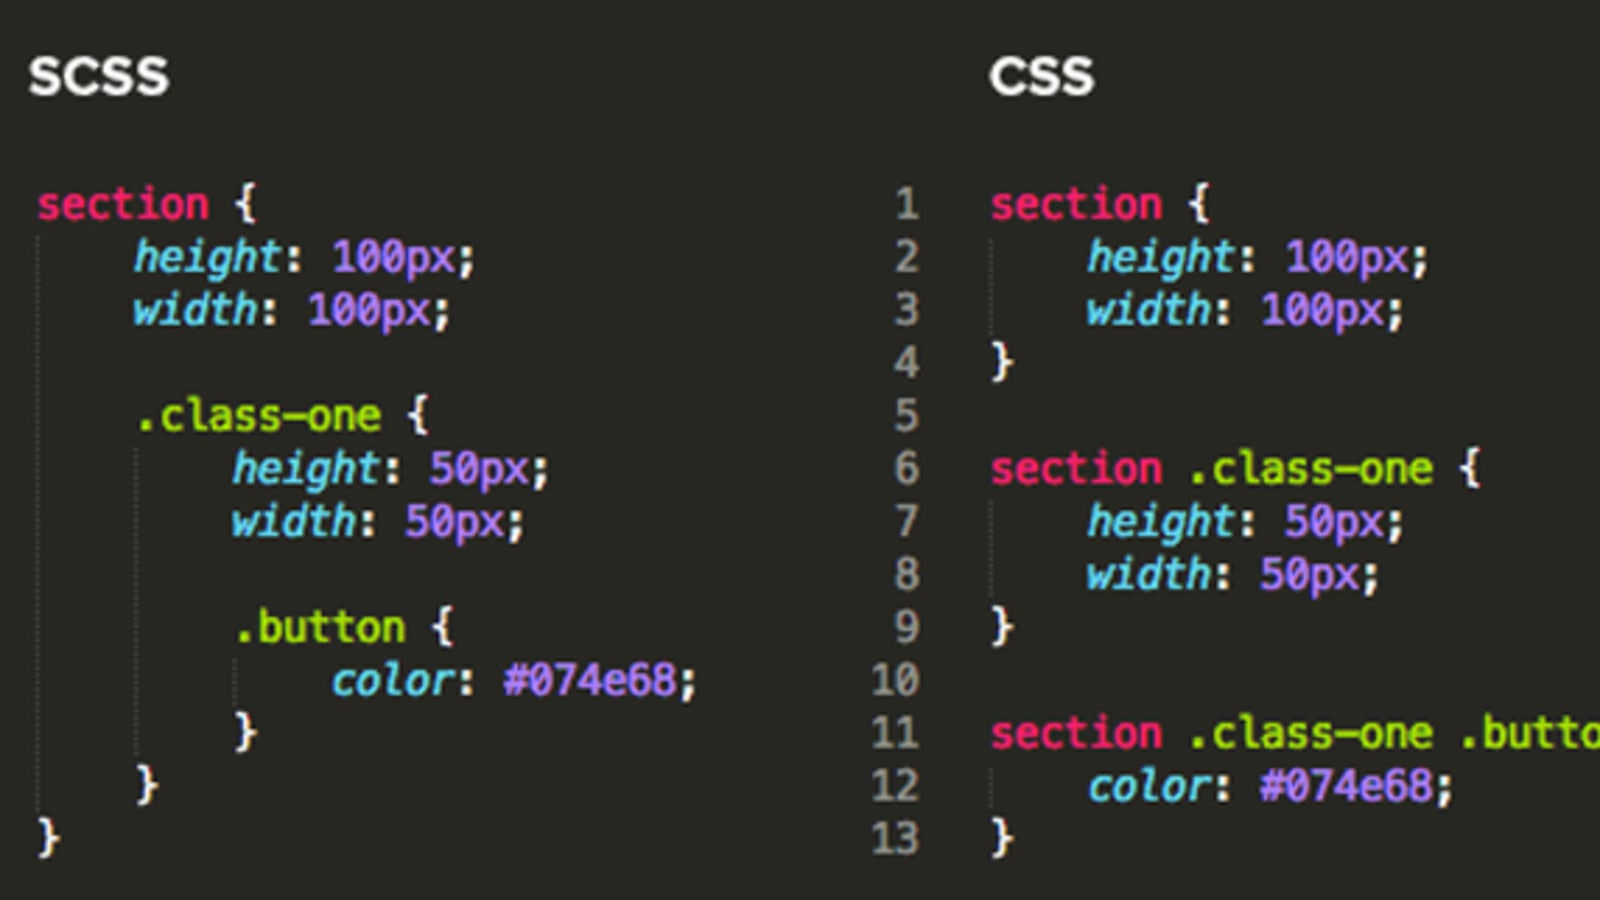 SCSS
section {
height: 100px;
width: 100px;
.class-one {
height: 50px;
width: 50px;
.button {
color: #074e68;
}
}
}
CSS
1 section {
2 height: 100px;
3 width: 100px;
4 }
5
6 section .class-one {
7 height: 50px;
8 width: 50px;
9 }
10
11 section .class-one .butto
12 color: #074e68;
13 }